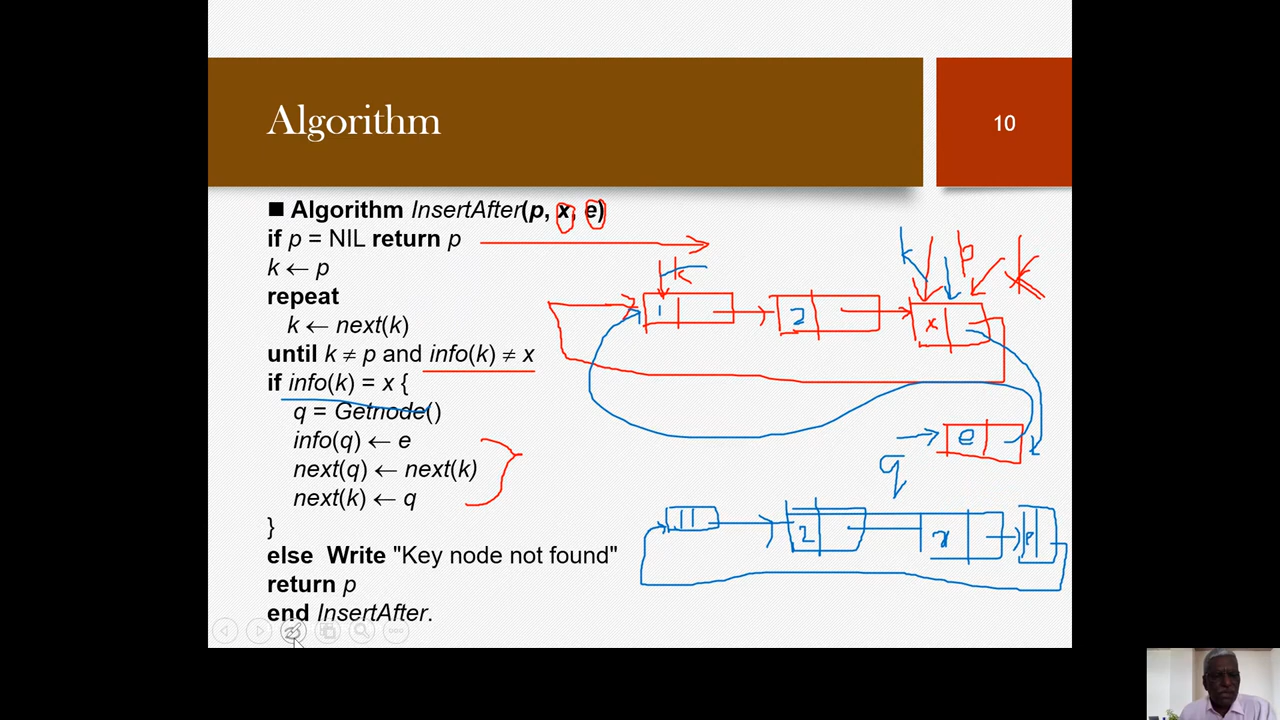 Algorithm
10
■ Algorithm InsertAfter(p, x, e)
if p = NIL return p
k ← p
repeat
k ← next(k)
until k ≠ p and info(k) ≠ x
if info(k) = x {
q = Getnode()
info(q) ← e
next(q) ← next(k)
next(k) ← q
}
else Write "Key node not found"
return p
end InsertAfter.
k
k p k
1 2 x
e
q
2 x e